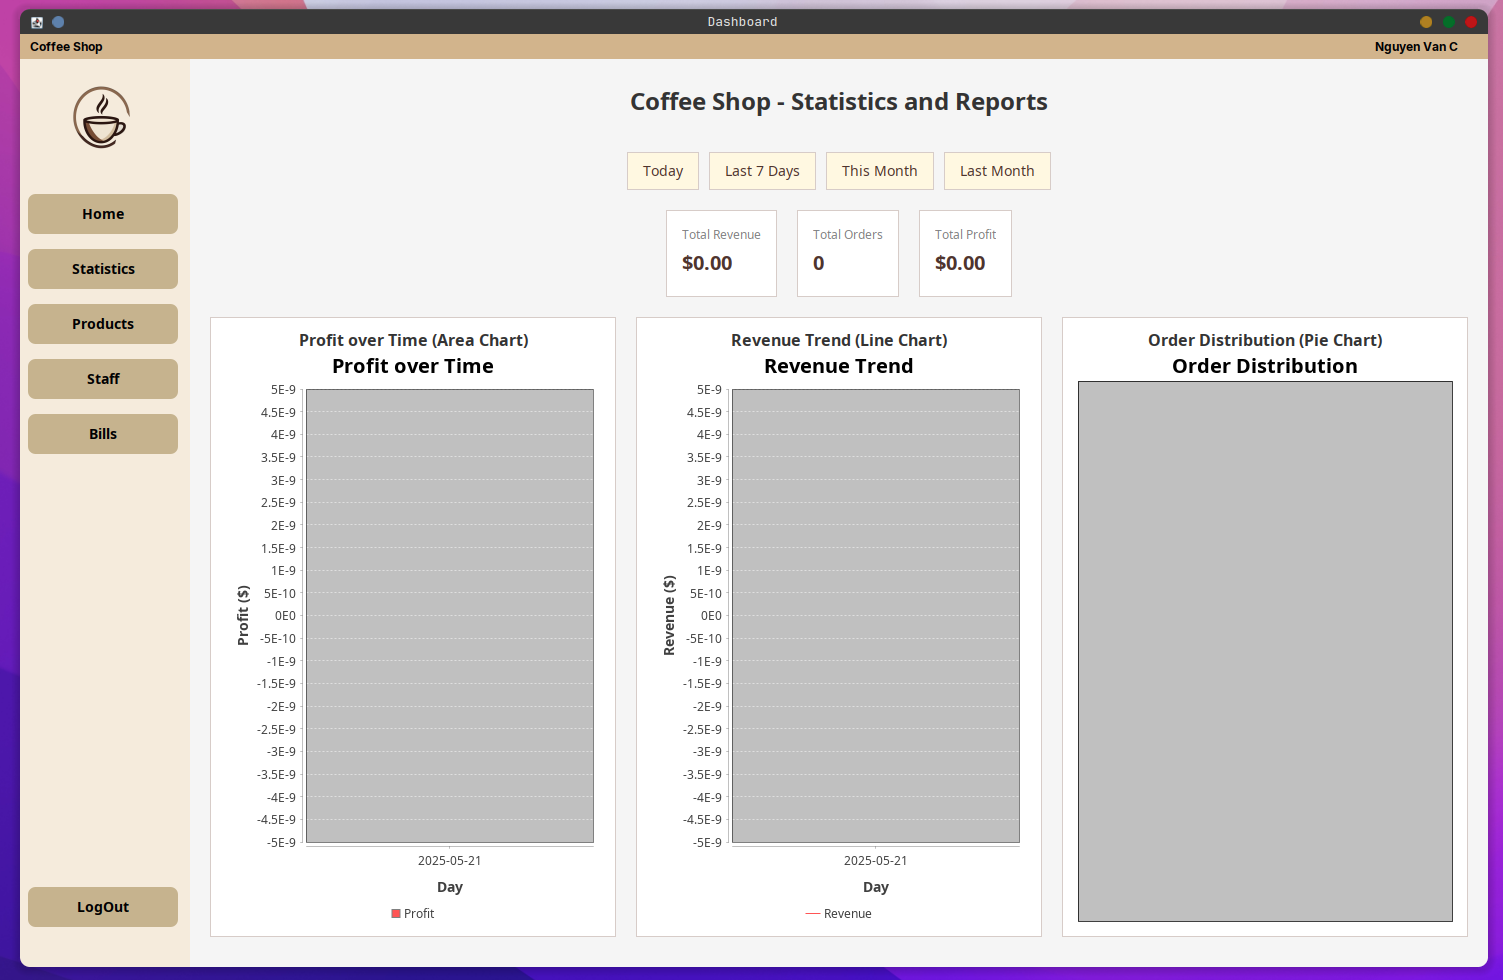 Dashboard
Coffee Shop
Nguyen Van C
Coffee Shop - Statistics and Reports
Today
Last 7 Days
This Month
Last Month
Total Revenue
$0.00
Total Orders
0
Total Profit
$0.00
Home
Statistics
Products
Staff
Bills
LogOut
Profit over Time (Area Chart)
Profit over Time
5E-9
4.5E-9
4E-9
3.5E-9
3E-9
2.5E-9
2E-9
1.5E-9
1E-9
5E-10
0E0
-5E-10
-1E-9
-1.5E-9
-2E-9
-2.5E-9
-3E-9
-3.5E-9
-4E-9
-4.5E-9
-5E-9
Profit ($)
2025-05-21
Day
Profit
Revenue Trend (Line Chart)
Revenue Trend
5E-9
4.5E-9
4E-9
3.5E-9
3E-9
2.5E-9
2E-9
1.5E-9
1E-9
5E-10
0E0
-5E-10
-1E-9
-1.5E-9
-2E-9
-2.5E-9
-3E-9
-3.5E-9
-4E-9
-4.5E-9
-5E-9
Revenue ($)
2025-05-21
Day
Revenue
Order Distribution (Pie Chart)
Order Distribution